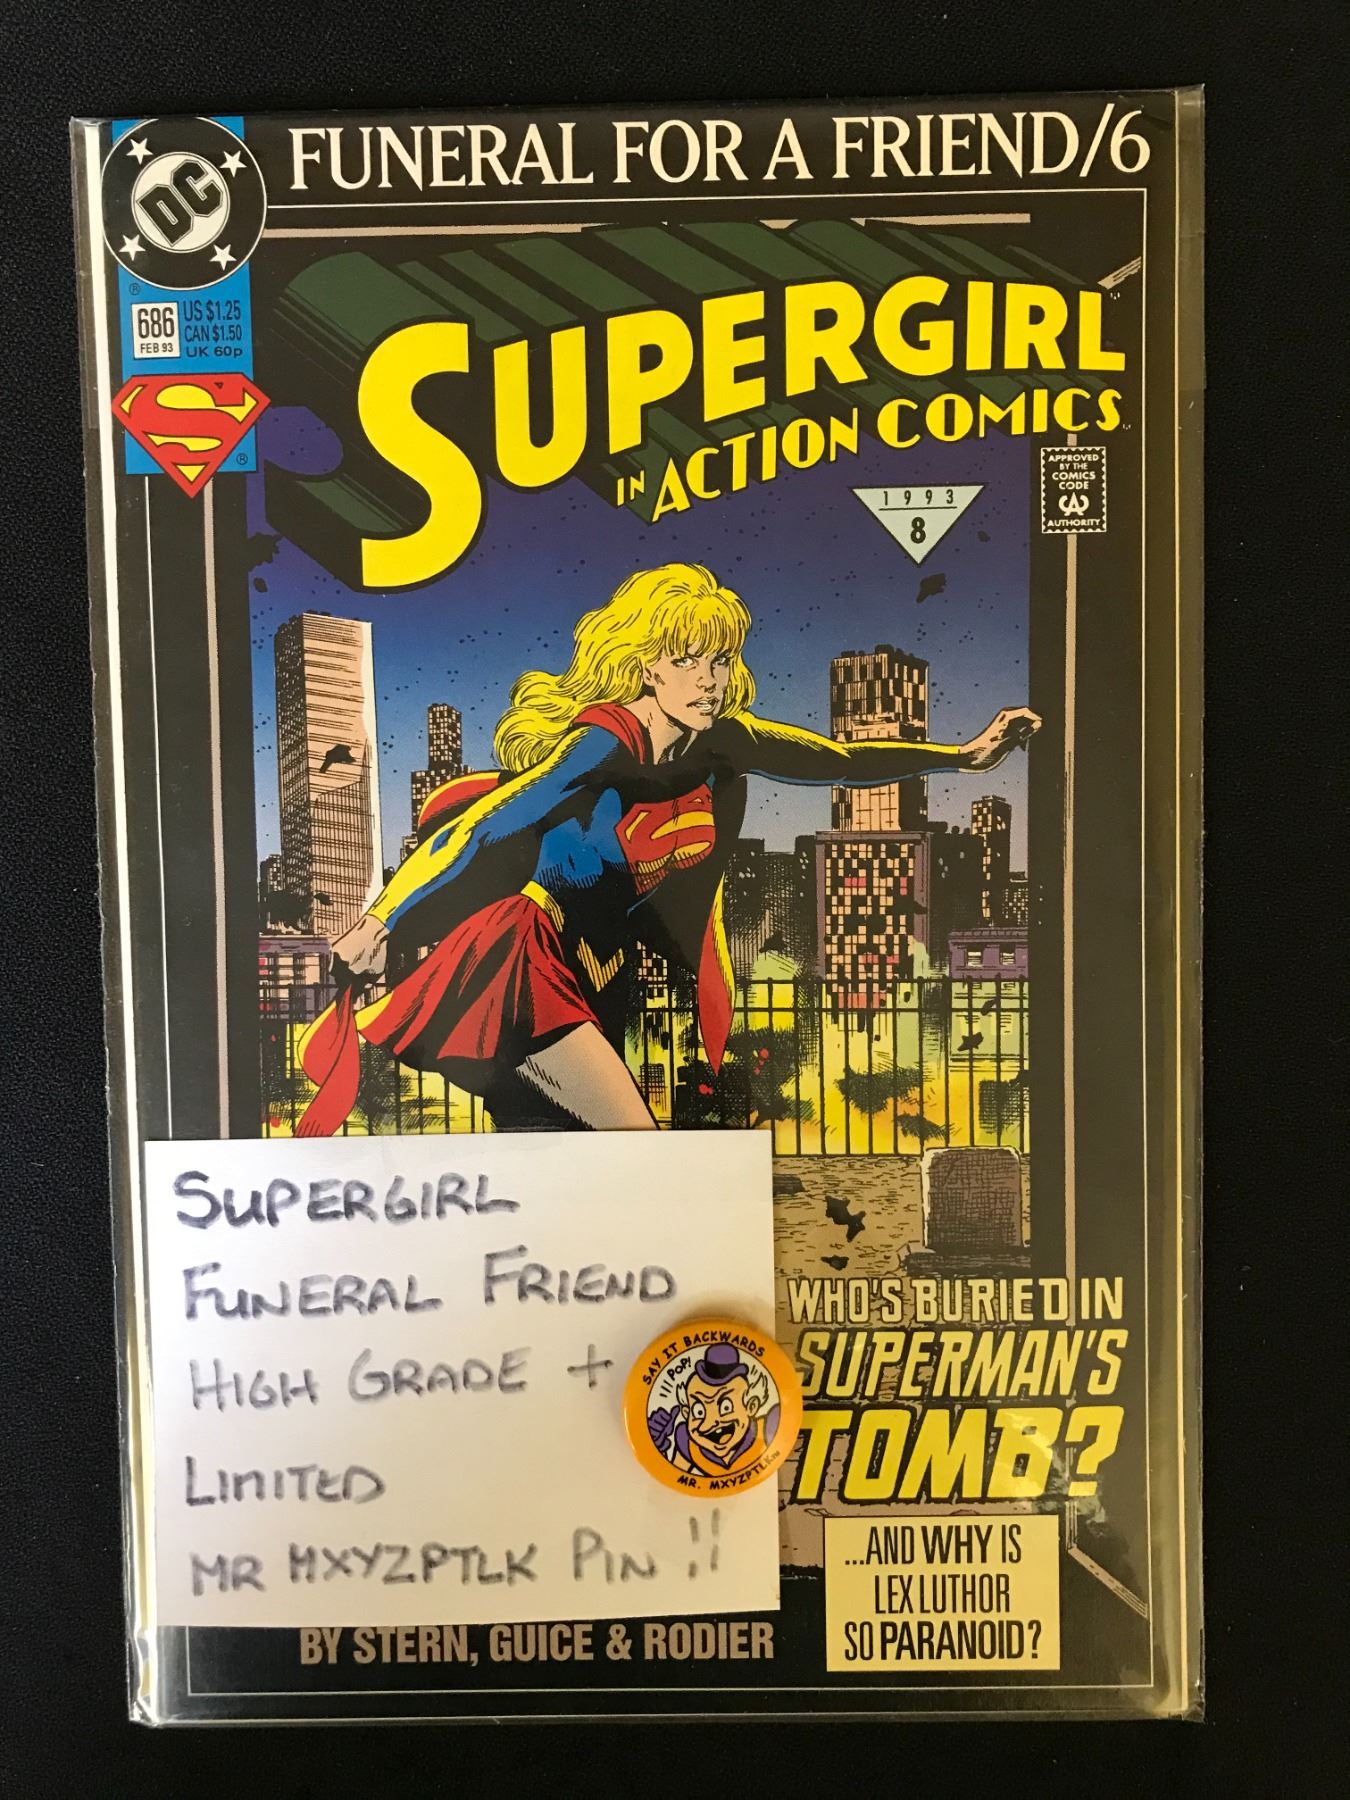 FUNERAL FOR A FRIEND/6
DC
®
686
FEB 93
US $1.25
CAN $1.50
UK 60p
S
®
SUPERGIRL
IN ACTION COMICS
1993
8
APPROVED
BY THE
COMICS
CODE
CA
AUTHORITY
SUPERGIRL
FUNERAL FRIEND
HIGH GRADE +
LIMITED
MR MXYZPTLK PIN !!
SAY IT BACKWARDS
POP!
MR. MXYZPTLK
WHO'S BURIED IN
SUPERMAN'S
TOMB?
...AND WHY IS
LEX LUTHOR
SO PARANOID?
BY STERN, GUICE & RODIER